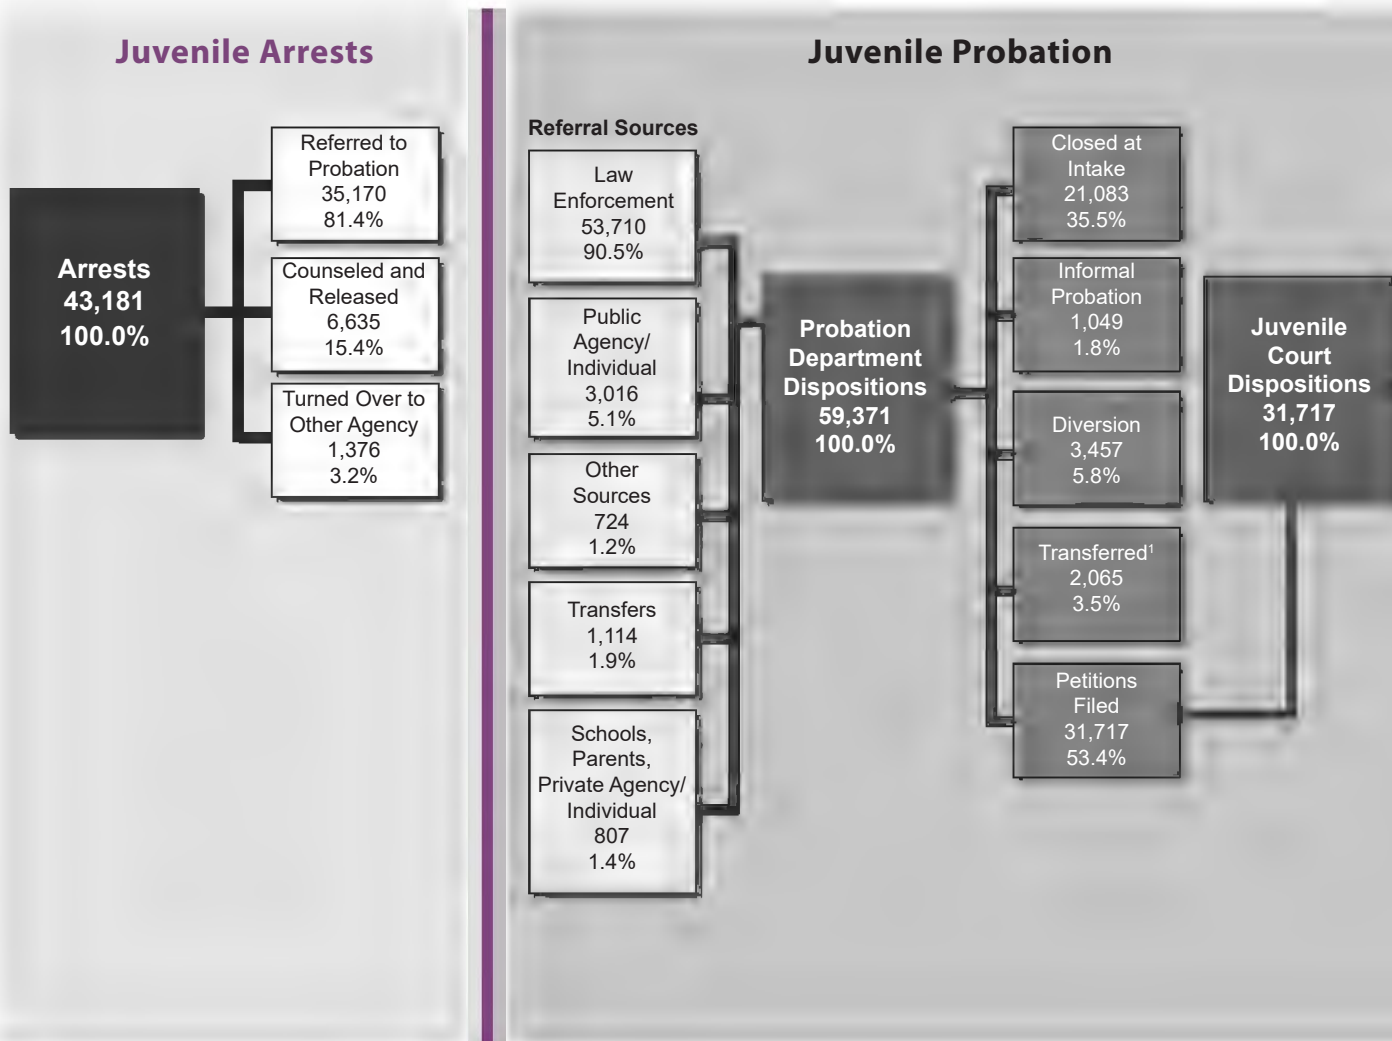 Juvenile Arrests
Arrests
43,181
100.0%
Referred to
Probation
35,170
81.4%
Counseled and
Released
6,635
15.4%
Turned Over to
Other Agency
1,376
3.2%
Juvenile Probation
Referral Sources
Law
Enforcement
53,710
90.5%
Public
Agency/
Individual
3,016
5.1%
Other
Sources
724
1.2%
Transfers
1,114
1.9%
Schools,
Parents,
Private Agency/
Individual
807
1.4%
Probation
Department
Dispositions
59,371
100.0%
Closed at
Intake
21,083
35.5%
Informal
Probation
1,049
1.8%
Diversion
3,457
5.8%
Transferred¹
2,065
3.5%
Petitions
Filed
31,717
53.4%
Juvenile
Court
Dispositions
31,717
100.0%